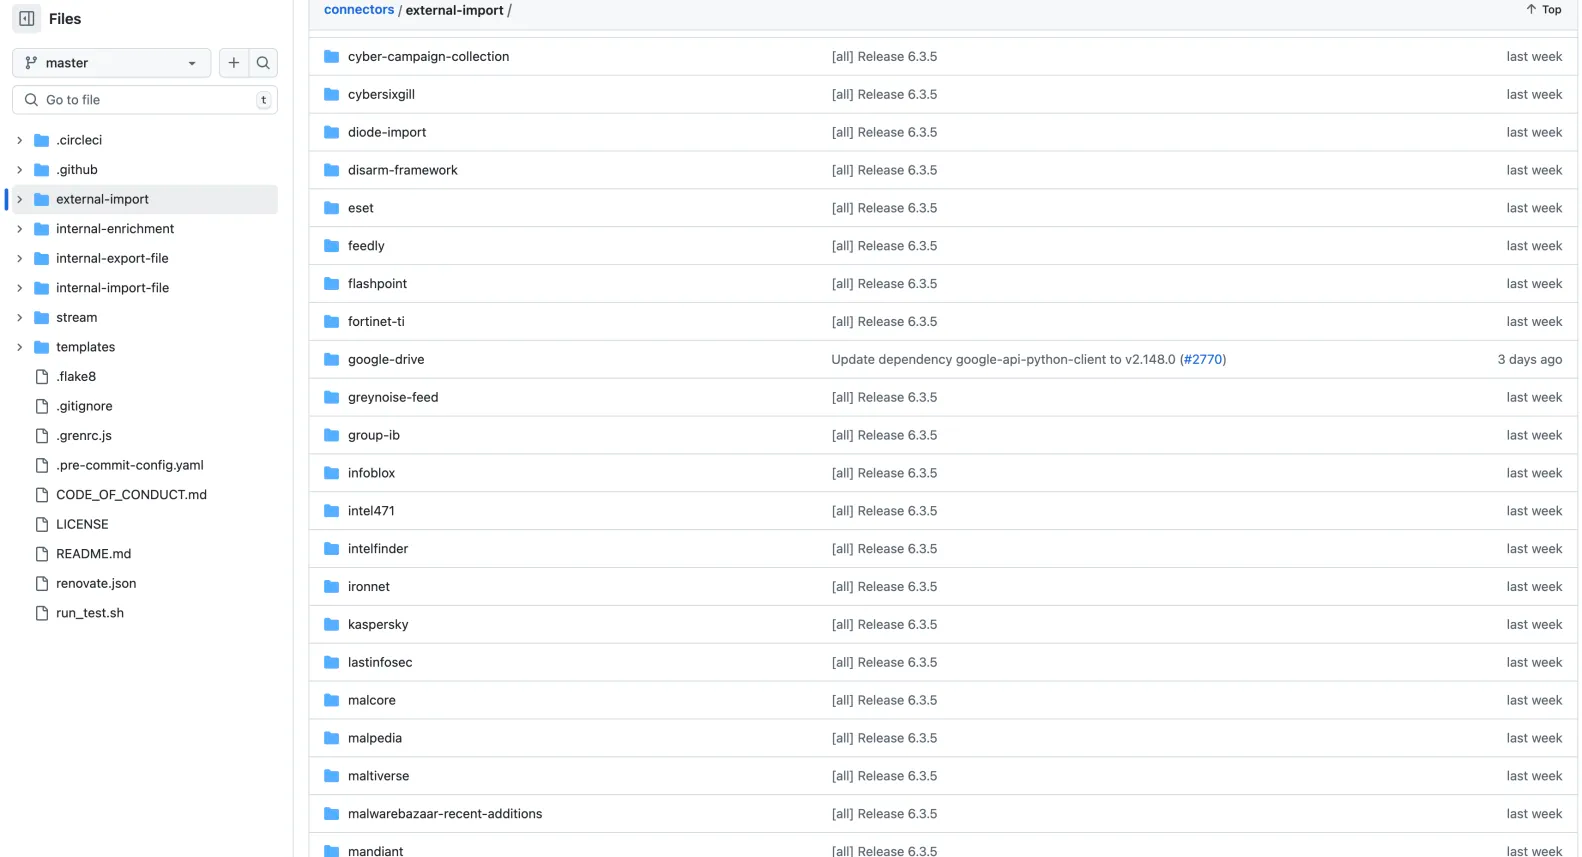 Files
master
Go to file
t
.circleci
.github
external-import
internal-enrichment
internal-export-file
internal-import-file
stream
templates
.flake8
.gitignore
.grenrc.js
.pre-commit-config.yaml
CODE_OF_CONDUCT.md
LICENSE
README.md
renovate.json
run_test.sh
connectors / external-import / Top
cyber-campaign-collection [all] Release 6.3.5 last week
cybersixgill [all] Release 6.3.5 last week
diode-import [all] Release 6.3.5 last week
disarm-framework [all] Release 6.3.5 last week
eset [all] Release 6.3.5 last week
feedly [all] Release 6.3.5 last week
flashpoint [all] Release 6.3.5 last week
fortinet-ti [all] Release 6.3.5 last week
google-drive Update dependency google-api-python-client to v2.148.0 (#2770) 3 days ago
greynoise-feed [all] Release 6.3.5 last week
group-ib [all] Release 6.3.5 last week
infoblox [all] Release 6.3.5 last week
intel471 [all] Release 6.3.5 last week
intelfinder [all] Release 6.3.5 last week
ironnet [all] Release 6.3.5 last week
kaspersky [all] Release 6.3.5 last week
lastinfosec [all] Release 6.3.5 last week
malcore [all] Release 6.3.5 last week
malpedia [all] Release 6.3.5 last week
maltiverse [all] Release 6.3.5 last week
malwarebazaar-recent-additions [all] Release 6.3.5 last week
mandiant [all] Release 6.3.5 last week